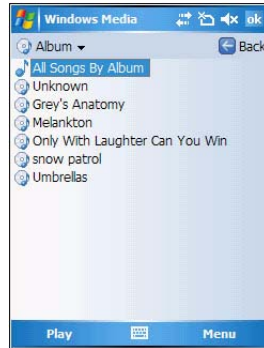 Windows Media ok
Album Back
All Songs By Album
Unknown
Grey's Anatomy
Melankton
Only With Laughter Can You Win
snow patrol
Umbrellas
Play Menu